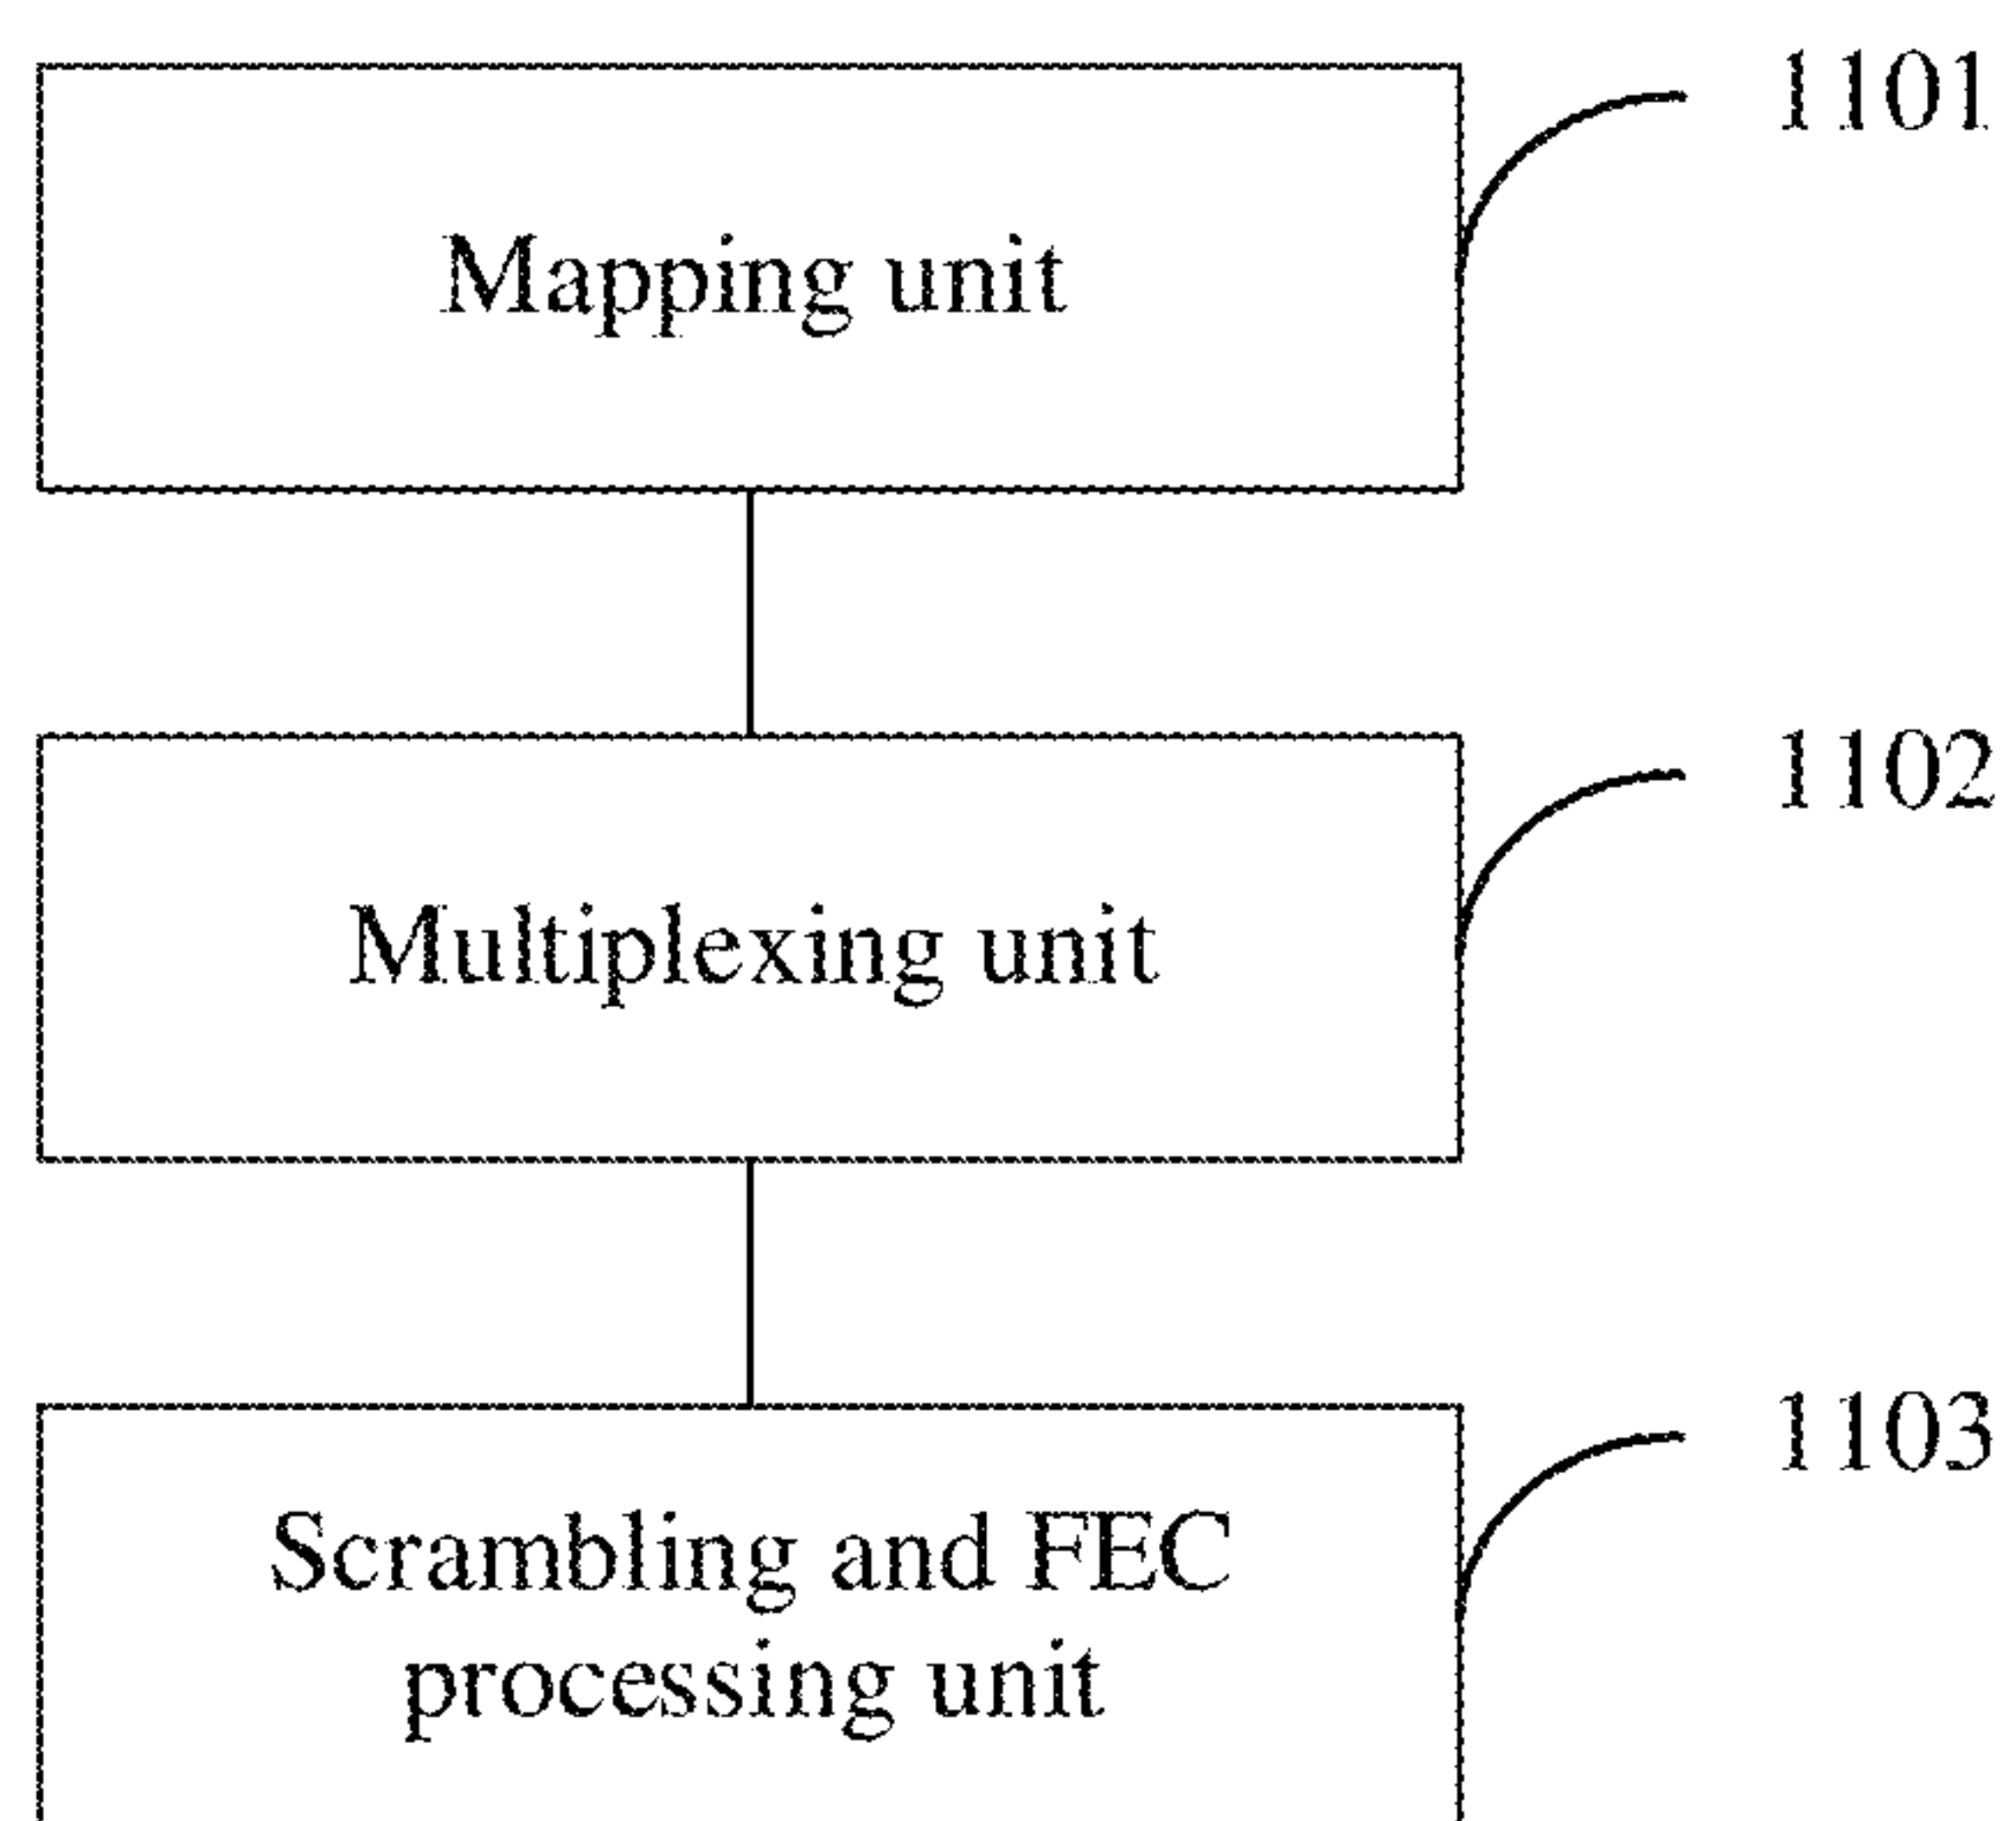 1101
Mapping unit
1102
Multiplexing unit
1103
Scrambling and FEC
processing unit